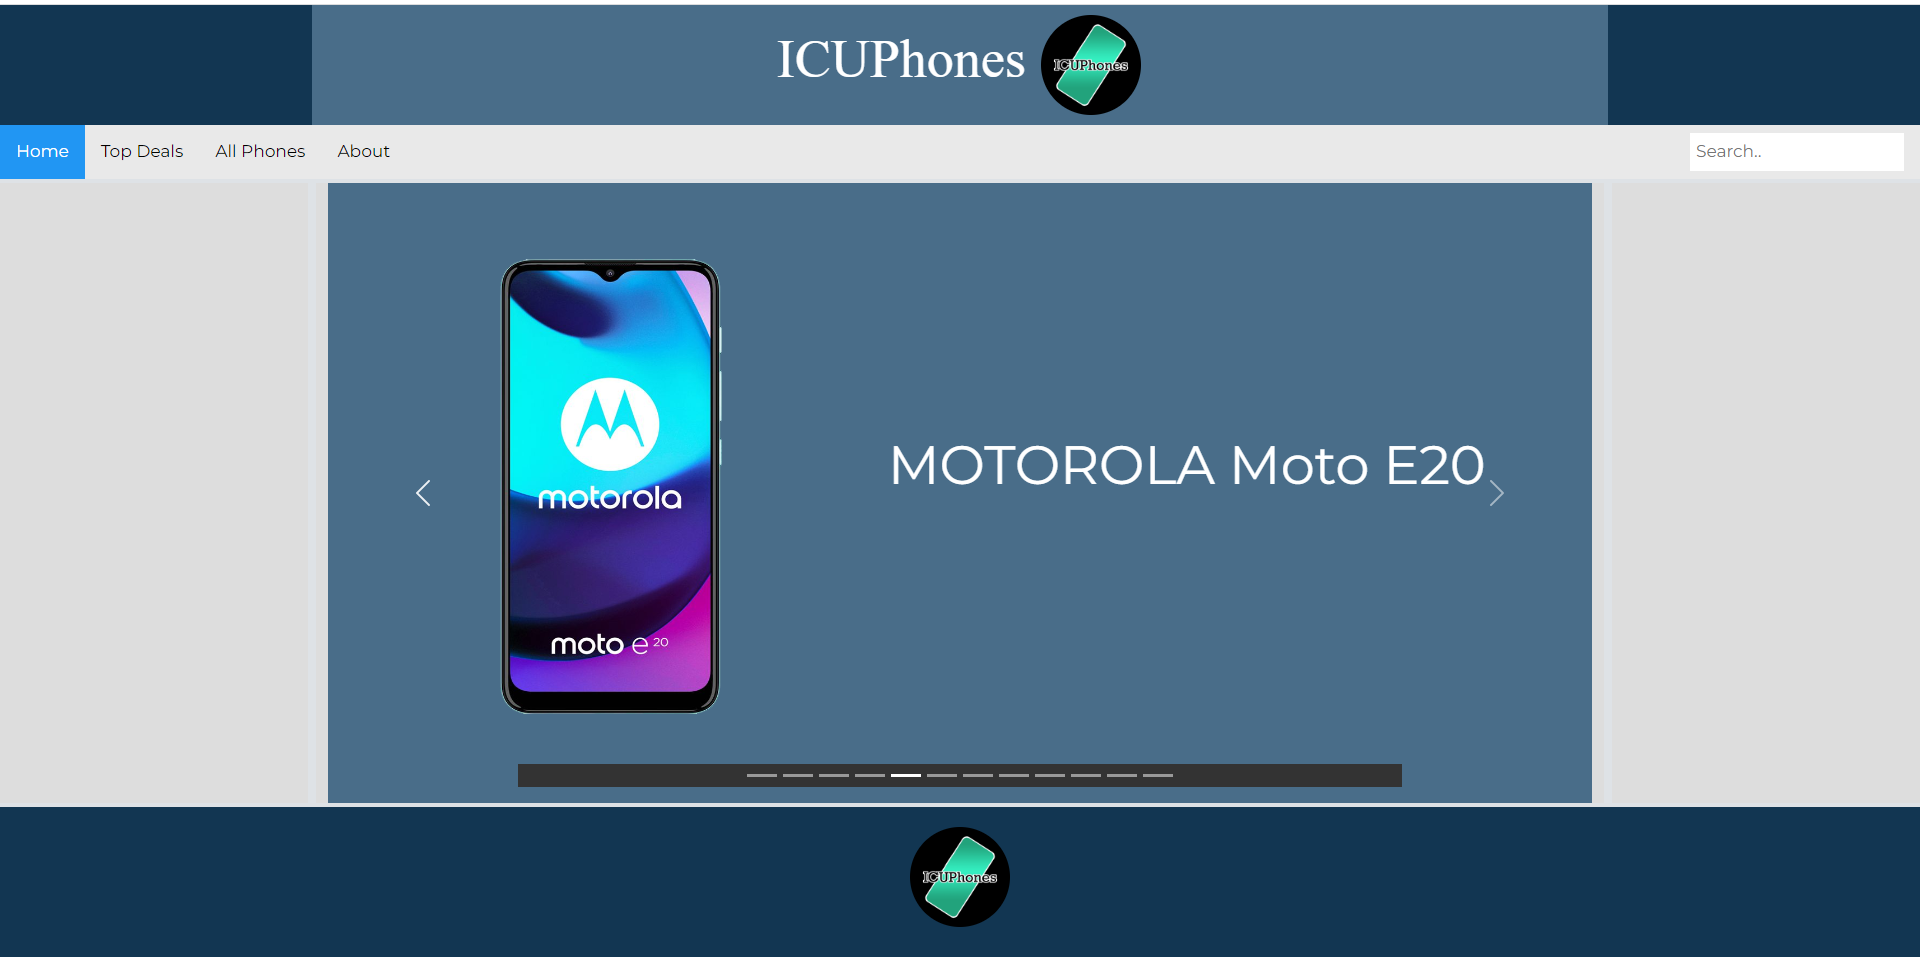 ICUPhones
ICUPhones
Home
Top Deals
All Phones
About
Search..
motorola
moto e 20
MOTOROLA Moto E20
ICUPhones